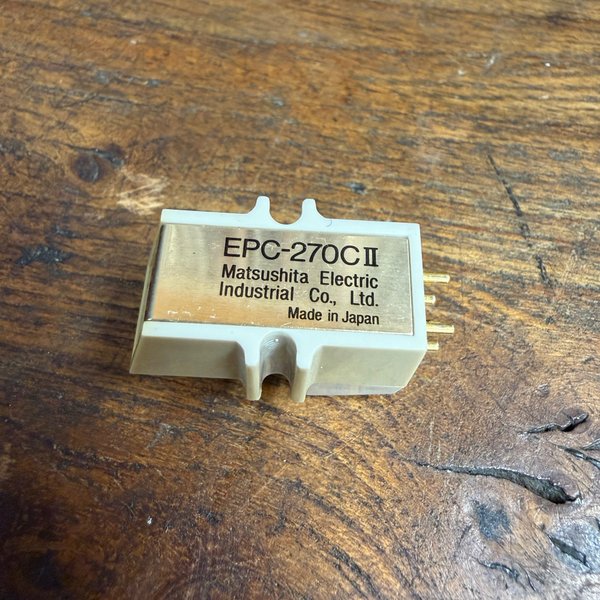 EPC-270CⅡ
Matsushita Electric
Industrial Co., Ltd.
Made in Japan